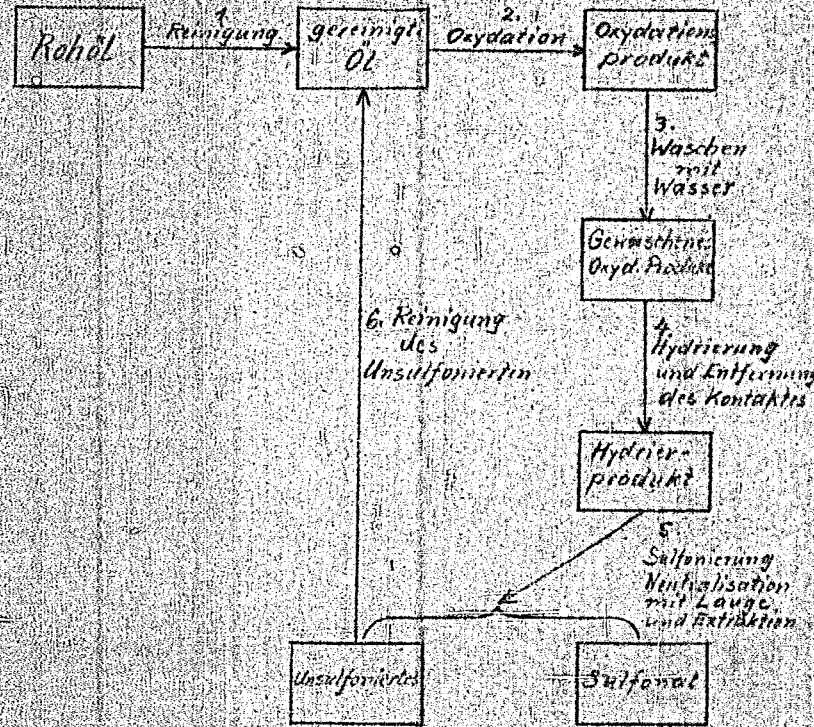 Rohöl
1.
Reinigung
gereinigt.
Öl
2.
Oxydation
Oxydations
produkt
3.
Waschen
mit
Wasser
Gewaschenes
Oxyd. Produkt
4.
Hydrierung
und Entfernung
des Kontaktes
Hydrier-
produkt
5.
Sulfonierung
Neutralisation
mit Lauge
und Extraktion
6. Reinigung
des
Unsulfonierten
Unsulfoniertes
Sulfonat